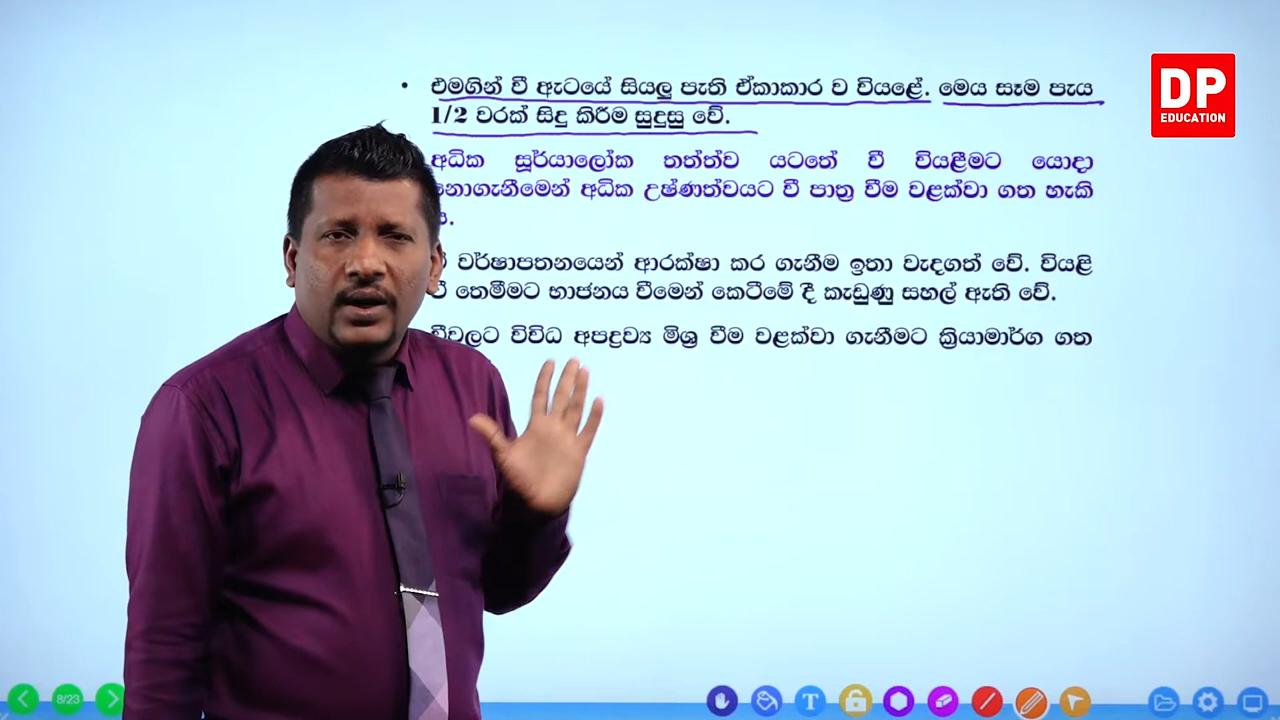 DP
EDUCATION
• එමගින් වී ඇටයේ සියලු පැති ඒකාකාර ව වියළේ. මෙය සෑම පැය
1/2 වරක් සිදු කිරීම සුදුසු වේ.
අධික සූර්යාලෝක තත්ත්ව යටතේ වී වියළීමට යොදා
නොගැනීමෙන් අධික උෂ්ණත්වයට වී පාත්‍ර වීම වළක්වා ගත හැකි
ය.
වර්ෂාපතනයෙන් ආරක්ෂා කර ගැනීම ඉතා වැදගත් වේ. වියළි
වී තෙමීමට භාජනය වීමෙන් කෙටීමේ දී කැඩුණු සහල් ඇති වේ.
වීවලට විවිධ අපද්‍රව්‍ය මිශ්‍ර වීම වළක්වා ගැනීමට ක්‍රියාමාර්ග ගත
8/23
T